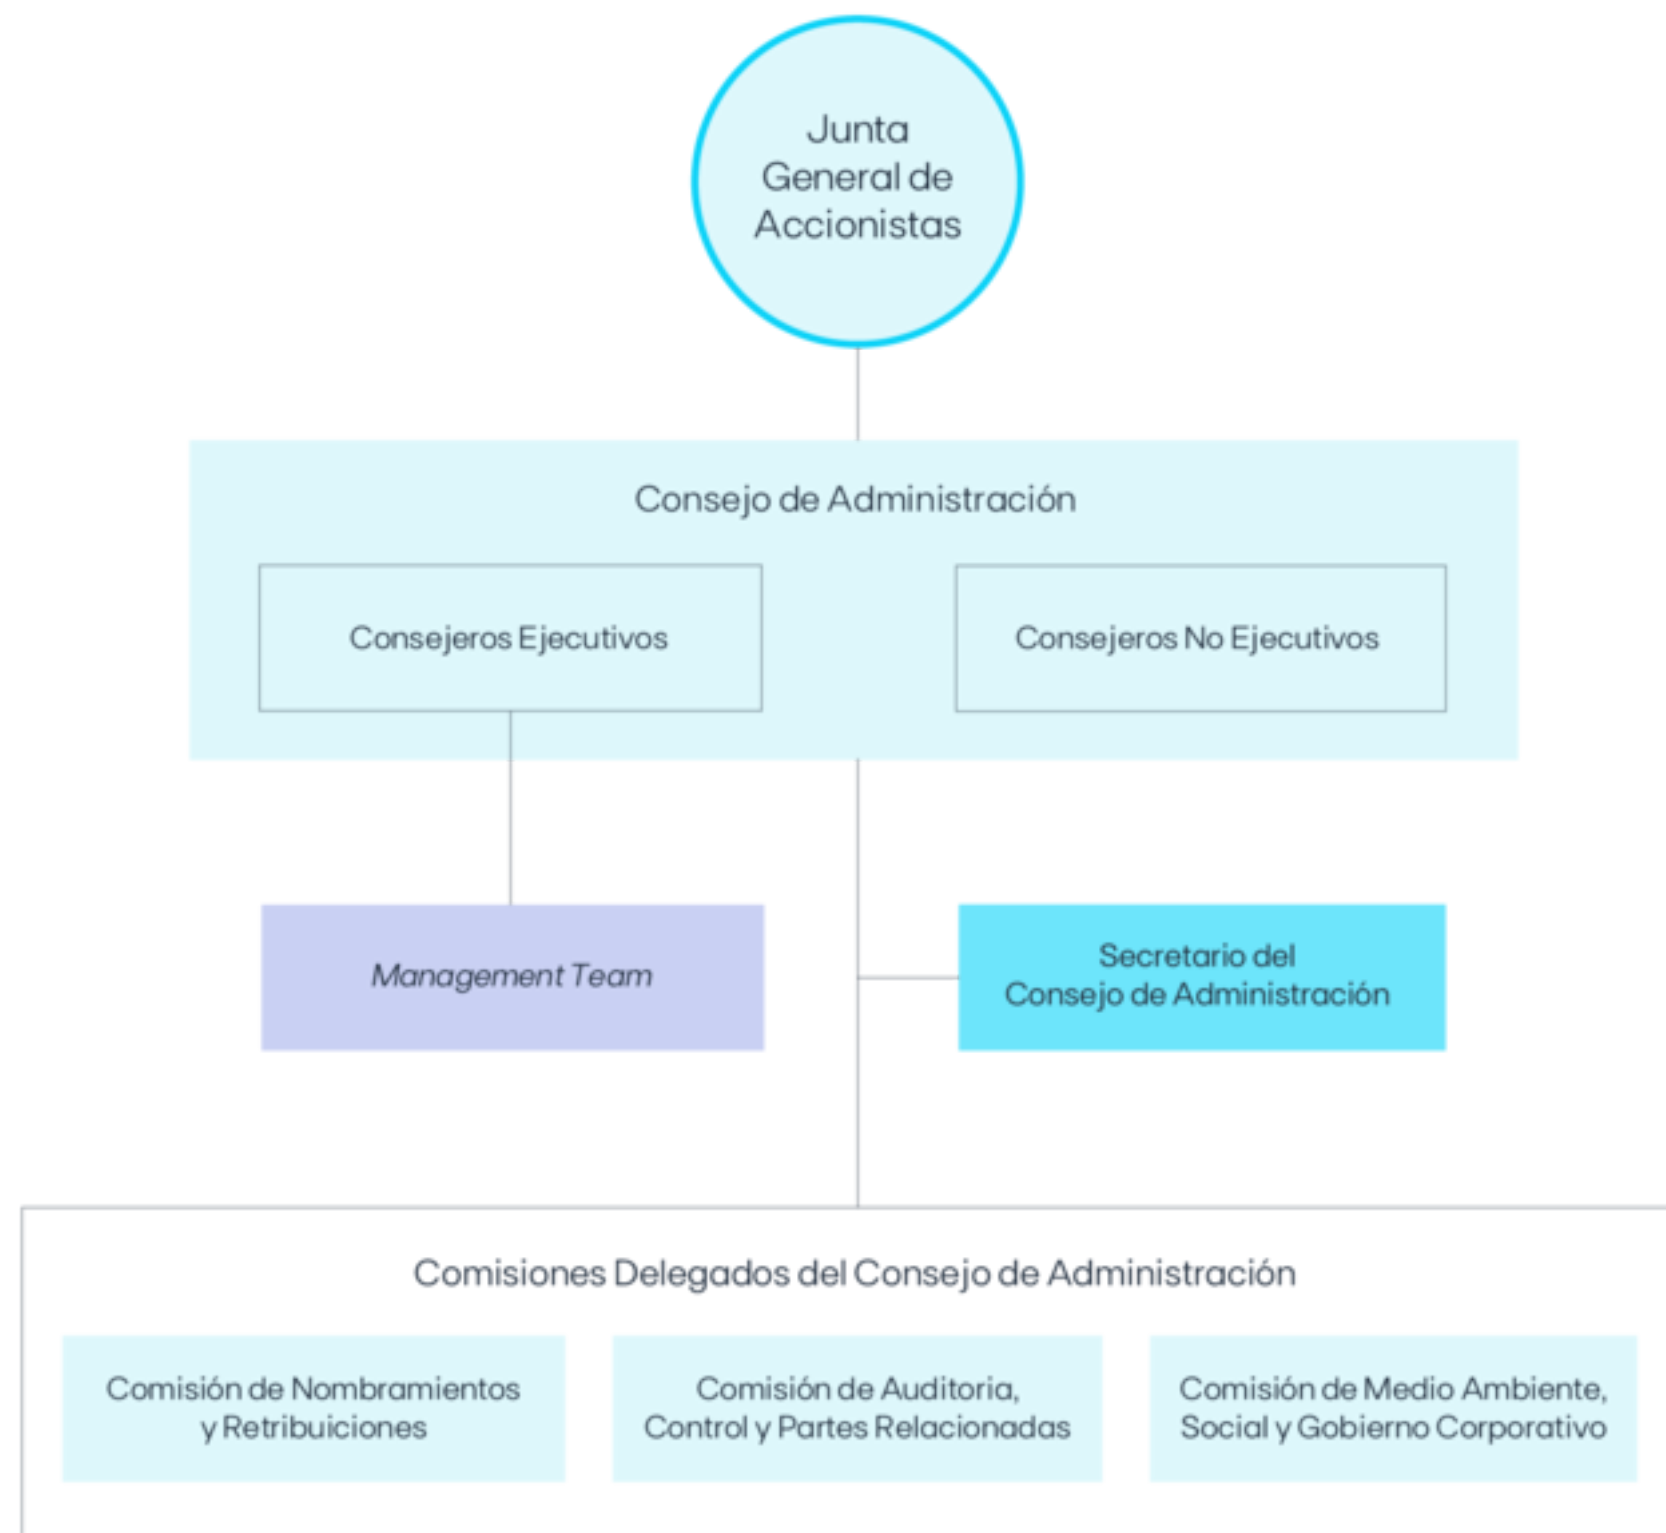 Junta
General de
Accionistas
Consejo de Administración
Consejeros Ejecutivos
Consejeros No Ejecutivos
Management Team
Secretario del
Consejo de Administración
Comisiones Delegados del Consejo de Administración
Comisión de Nombramientos
y Retribuiciones
Comisión de Auditoria,
Control y Partes Relacionadas
Comisión de Medio Ambiente,
Social y Gobierno Corporativo